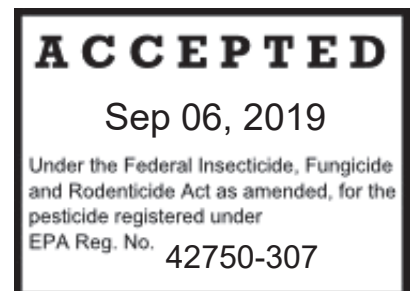 ACCEPTED
Sep 06, 2019
Under the Federal Insecticide, Fungicide
and Rodenticide Act as amended, for the
pesticide registered under
EPA Reg. No. 42750-307